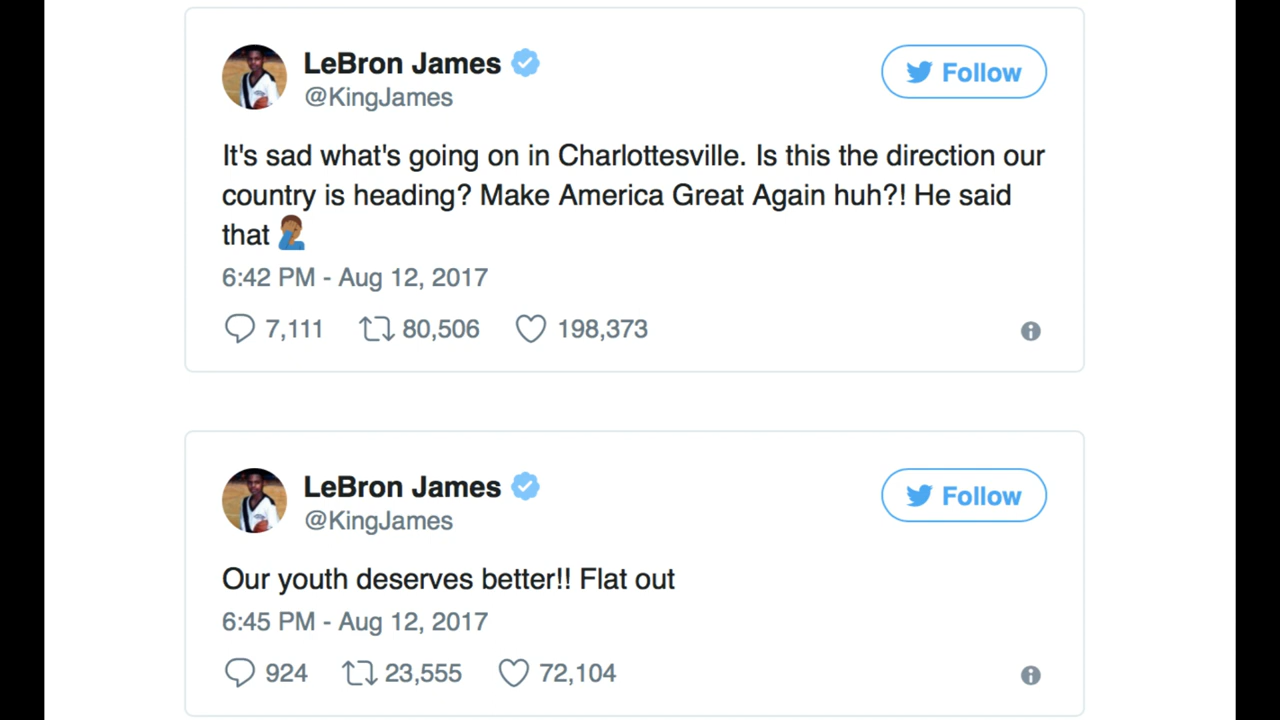 LeBron James
Follow
@KingJames
It's sad what's going on in Charlottesville. Is this the direction our
country is heading? Make America Great Again huh?! He said
that 🤦🏾‍♂️
6:42 PM - Aug 12, 2017
7,111 80,506 198,373
LeBron James
Follow
@KingJames
Our youth deserves better!! Flat out
6:45 PM - Aug 12, 2017
924 23,555 72,104